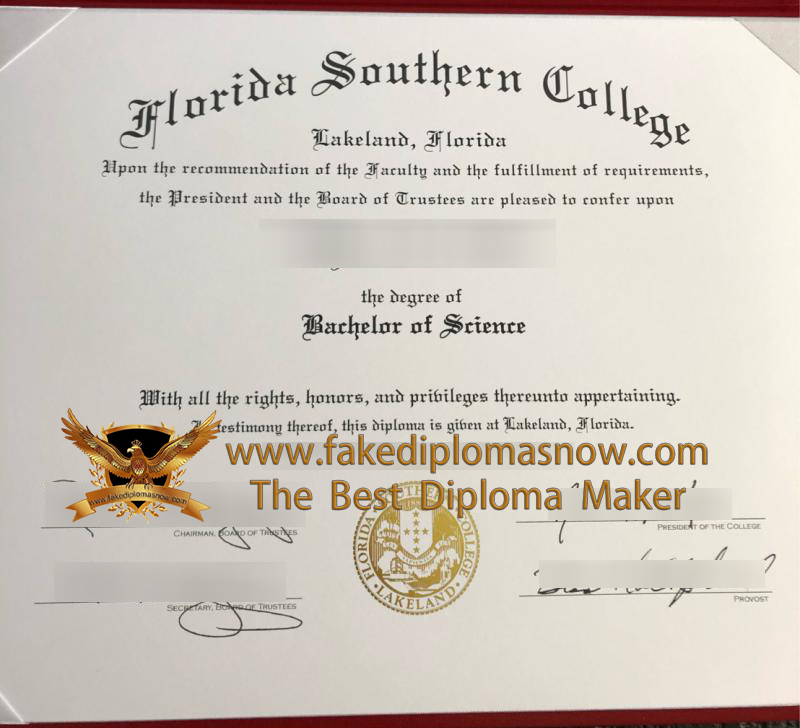 Florida Southern College
Lakeland, Florida
Upon the recommendation of the Faculty and the fulfillment of requirements,
the President and the Board of Trustees are pleased to confer upon
the degree of
Bachelor of Science
With all the rights, honors, and privileges thereunto appertaining.
testimony thereof, this diploma is given at Lakeland, Florida.
www.fakediplomasnow.com
www.fakediplomasnow.com
The Best Diploma Maker
CHAIRMAN, BOARD OF TRUSTEES
PRESIDENT OF THE COLLEGE
FLORIDA SOUTHERN COLLEGE
LAKELAND
SECRETARY, BOARD OF TRUSTEES
PROVOST